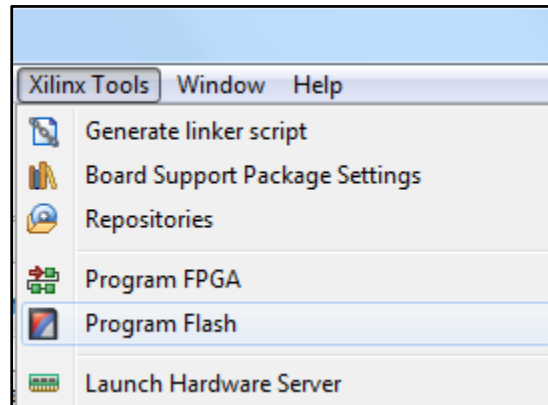 Xilinx Tools Window Help
Generate linker script
Board Support Package Settings
Repositories
Program FPGA
Program Flash
Launch Hardware Server